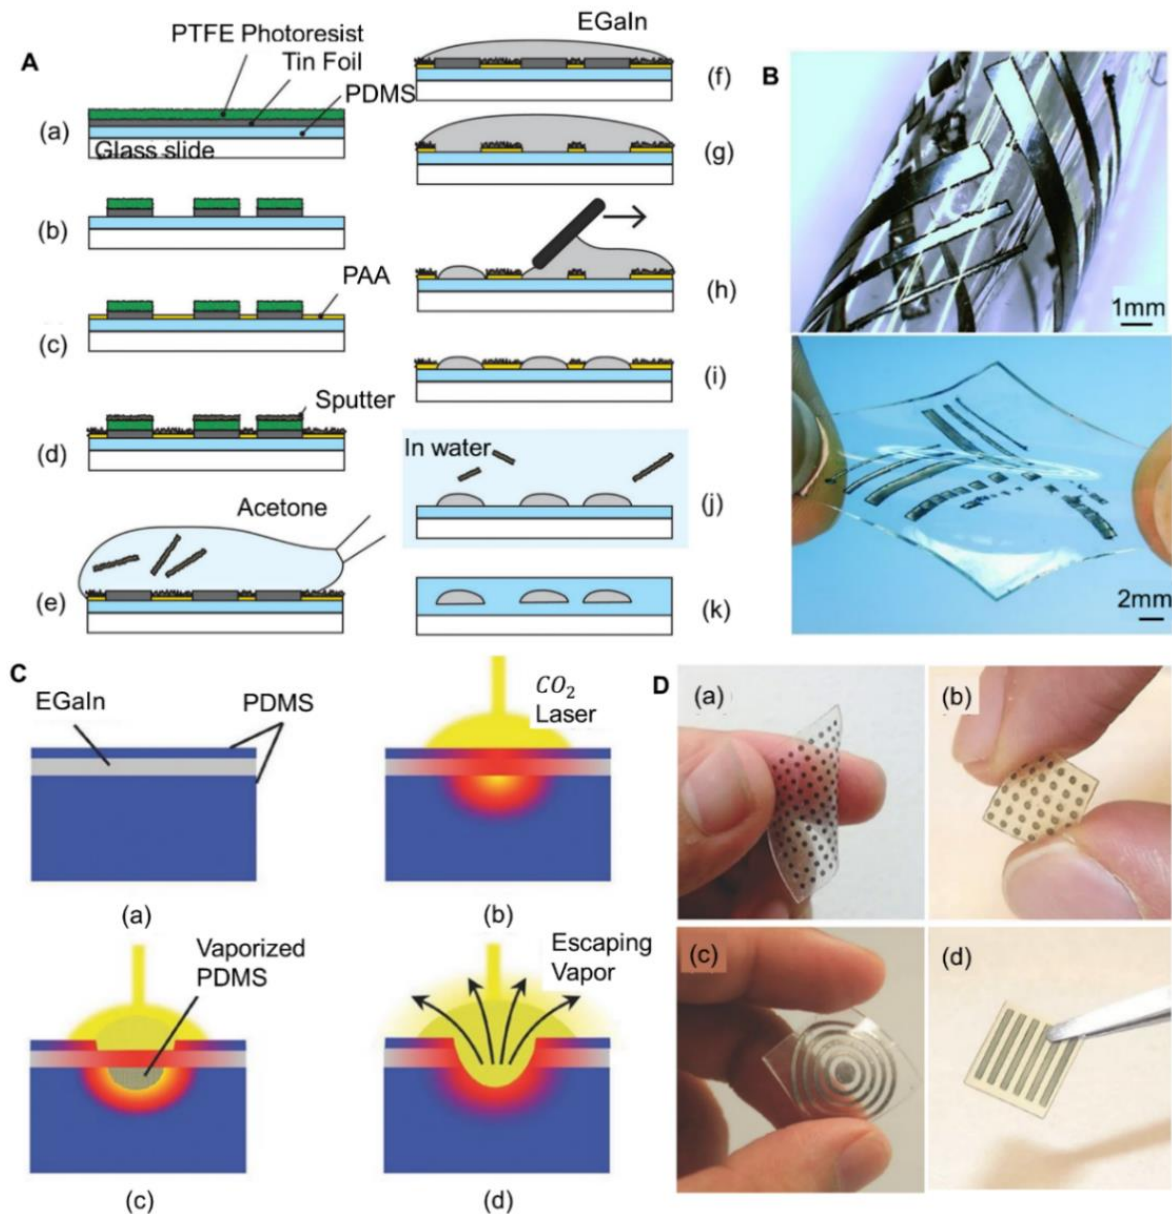 A
PTFE Photoresist
Tin Foil
PDMS
(a)
Glass slide
(b)
PAA
(c)
Sputter
(d)
Acetone
(e)
EGaIn
(f)
(g)
(h)
(i)
In water
(j)
(k)
B
1mm
2mm
C
EGaIn
PDMS
(a)
CO₂
Laser
(b)
Vaporized
PDMS
(c)
Escaping
Vapor
(d)
D
(a)
(b)
(c)
(d)